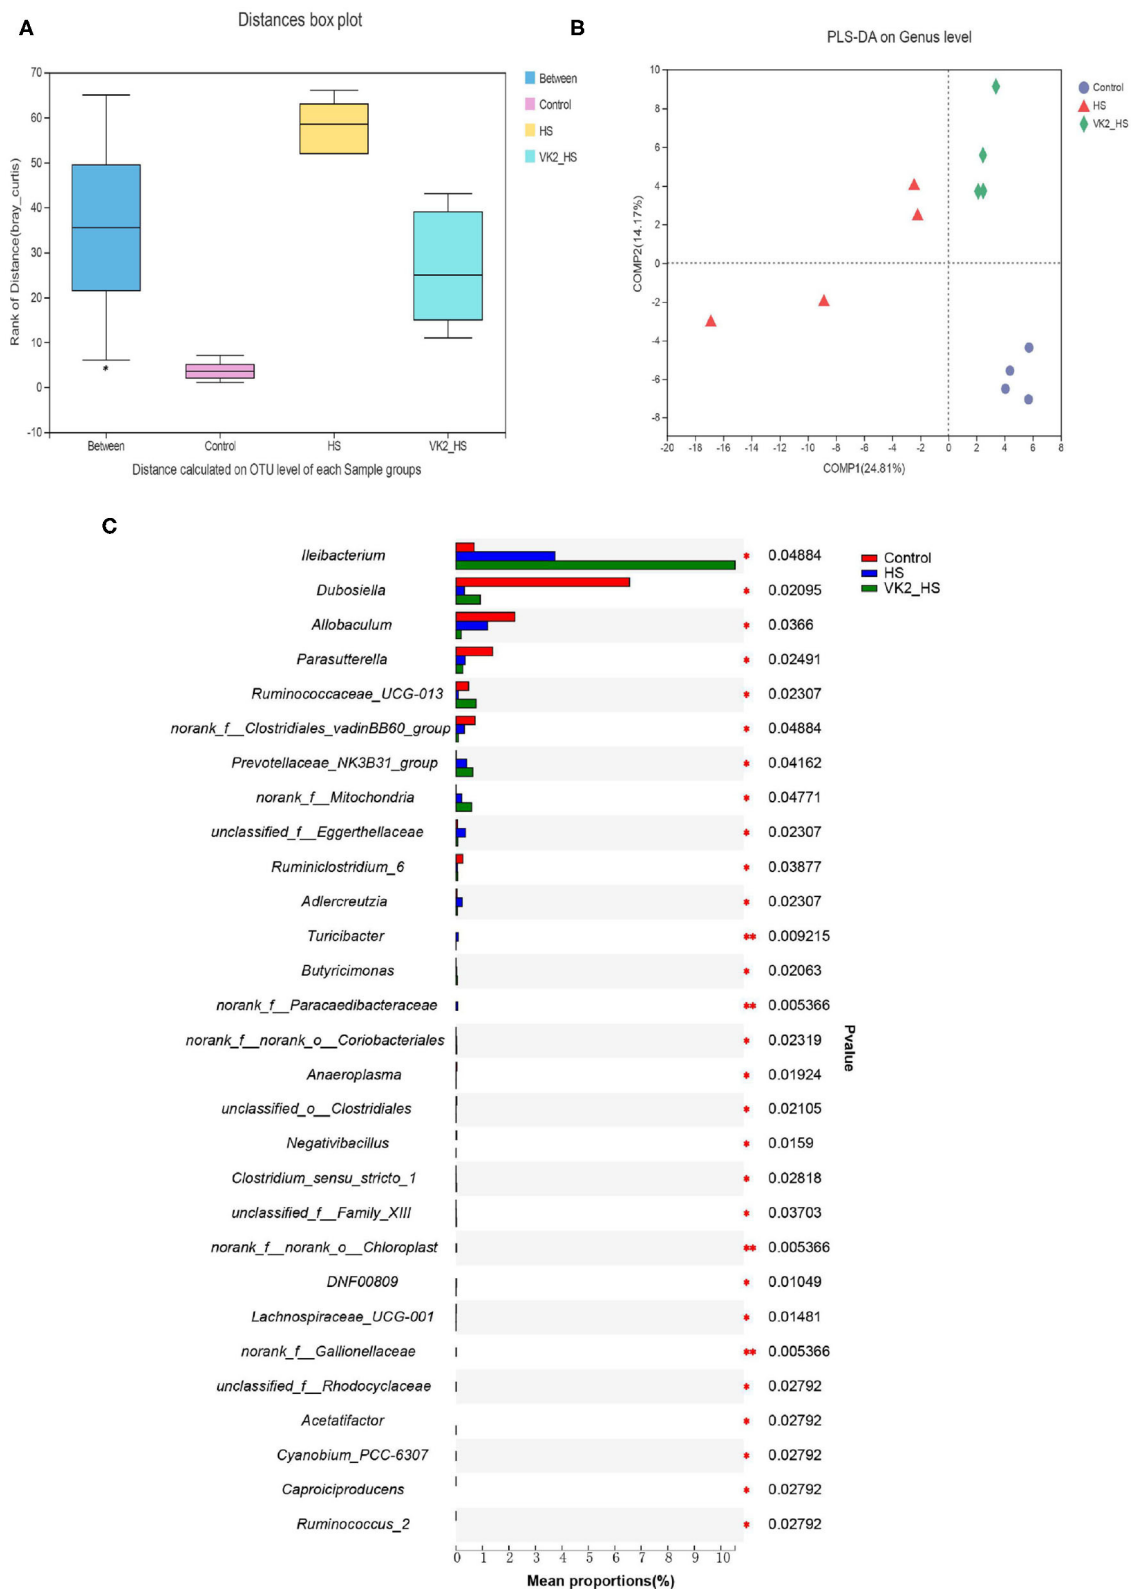 A
Distances box plot
Rank of Distance(bray_curtis)
70
60
50
40
30
20
10
0
-10
*
Between
Control
HS
VK2_HS
Distance calculated on OTU level of each Sample groups
Between
Control
HS
VK2_HS
B
PLS-DA on Genus level
COMP2(14.17%)
10
8
6
4
2
0
-2
-4
-6
-8
-20 -18 -16 -14 -12 -10 -8 -6 -4 -2 0 2 4 6 8
COMP1(24.81%)
Control
HS
VK2_HS
C
Ileibacterium * 0.04884
Dubosiella * 0.02095
Allobaculum * 0.0366
Parasutterella * 0.02491
Ruminococcaceae_UCG-013 * 0.02307
norank_f__Clostridiales_vadinBB60_group * 0.04884
Prevotellaceae_NK3B31_group * 0.04162
norank_f__Mitochondria * 0.04771
unclassified_f__Eggerthellaceae * 0.02307
Ruminiclostridium_6 * 0.03877
Adlercreutzia * 0.02307
Turicibacter ** 0.009215
Butyricimonas * 0.02063
norank_f__Paracaedibacteraceae ** 0.005366
norank_f__norank_o__Coriobacteriales * 0.02319
Anaeroplasma * 0.01924
unclassified_o__Clostridiales * 0.02105
Negativibacillus * 0.0159
Clostridium_sensu_stricto_1 * 0.02818
unclassified_f__Family_XIII * 0.03703
norank_f__norank_o__Chloroplast ** 0.005366
DNF00809 * 0.01049
Lachnospiraceae_UCG-001 * 0.01481
norank_f__Gallionellaceae ** 0.005366
unclassified_f__Rhodocyclaceae * 0.02792
Acetatifactor * 0.02792
Cyanobium_PCC-6307 * 0.02792
Caproiciproducens * 0.02792
Ruminococcus_2 * 0.02792
0 1 2 3 4 5 6 7 8 9 10
Mean proportions(%)
Pvalue
Control
HS
VK2_HS